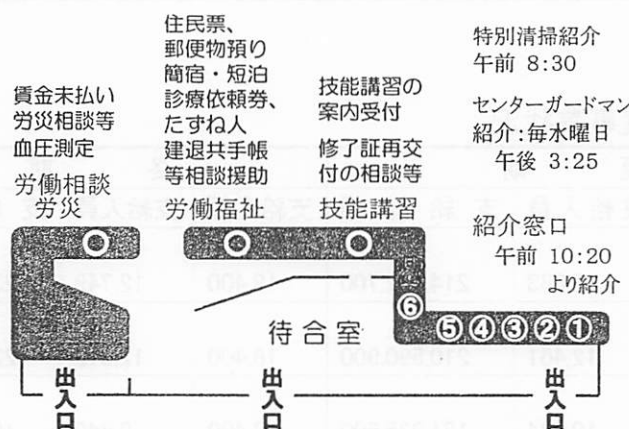 賃金未払い
労災相談等
血圧測定
労働相談
労災
住民票、
郵便物預り
簡宿・短泊
診療依頼券、
たずね人
建退共手帳
等相談援助
労働福祉
技能講習の
案内受付
修了証再交
付の相談等
技能講習
特別清掃紹介
午前 8:30
センターガードマン
紹介:毎水曜日
午後 3:25
紹介窓口
午前 10:20
より紹介
⑥
⑤④③②①
待合室
出入口
出入口
出入口